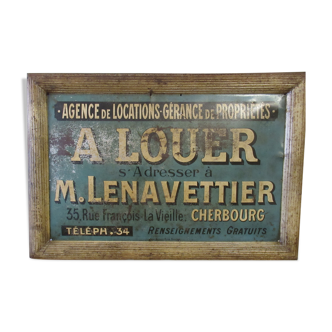 ·AGENCE DE LOCATIONS-GÉRANCE DE PROPRIÉTÉS·
A LOUER
s'Adresser à
M. LENAVETTIER
35, Rue François-La Vieille, CHERBOURG
TÉLÉPH. 34 RENSEIGNEMENTS GRATUITS